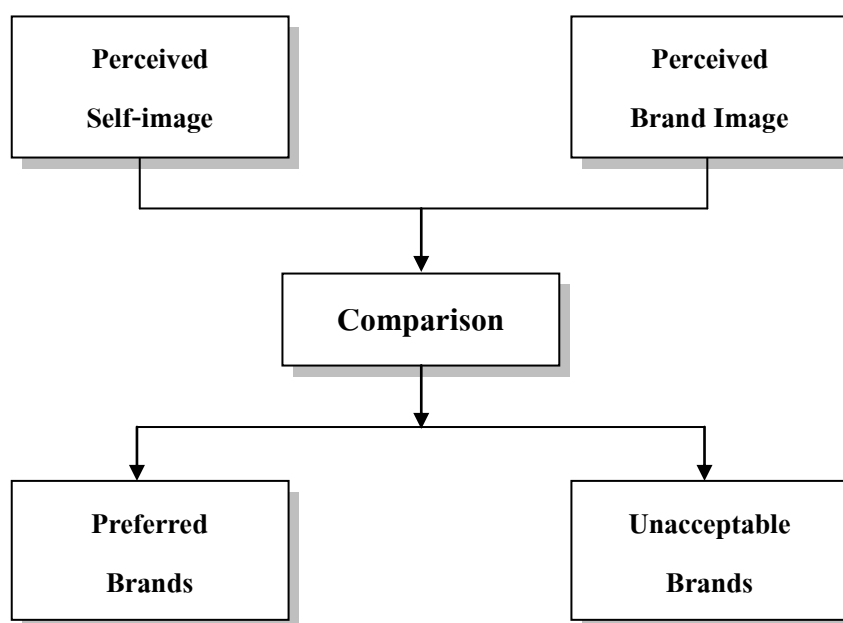 Perceived
Self-image
Perceived
Brand Image
Comparison
Preferred
Brands
Unacceptable
Brands